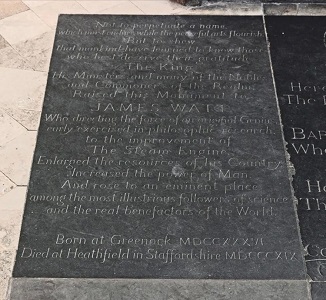 Not to perpetuate a name
which must endure while the peaceful arts flourish
But to shew
that mankind have learnt to know those
who best deserve their gratitude
The King
His Ministers and many of the Nobles
and Commoners of the Realm
Raised this Monument to
JAMES WATT
Who directing the force of an original Genius
early exercised in philosophic research
to the improvement of
The Steam Engine
Enlarged the resources of his Country
Increased the power of Man
And rose to an eminent place
among the most illustrious followers of science
and the real benefactors of the World
Born at Greenock MDCCXXXVI
Died at Heathfield in Staffordshire MDCCCXIX
BAR
Who